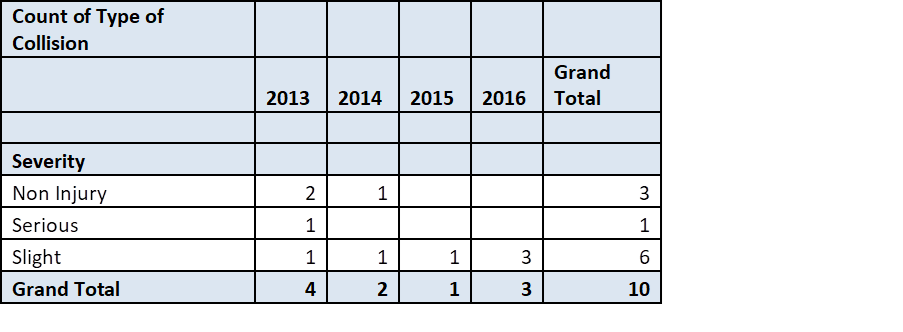 Count of Type of
Collision
Grand
2013 2014 2015 2016 Total
Severity
Non Injury 2 1 3
Serious 1 1
Slight 1 1 1 3 6
Grand Total 4 2 1 3 10